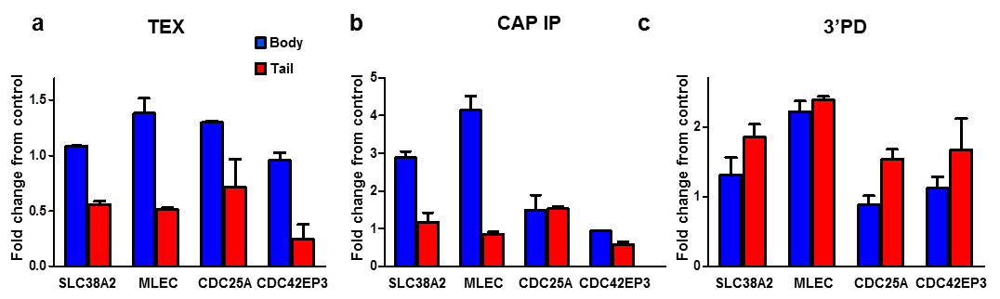 a
TEX
Body
Tail
Fold change from control
1.5
1.0
0.5
0.0
SLC38A2 MLEC CDC25A CDC42EP3
b
CAP IP
Fold change from control
5
4
3
2
1
0
SLC38A2 MLEC CDC25A CDC42EP3
c
3'PD
Fold change from control
2
1
0
SLC38A2 MLEC CDC25A CDC42EP3